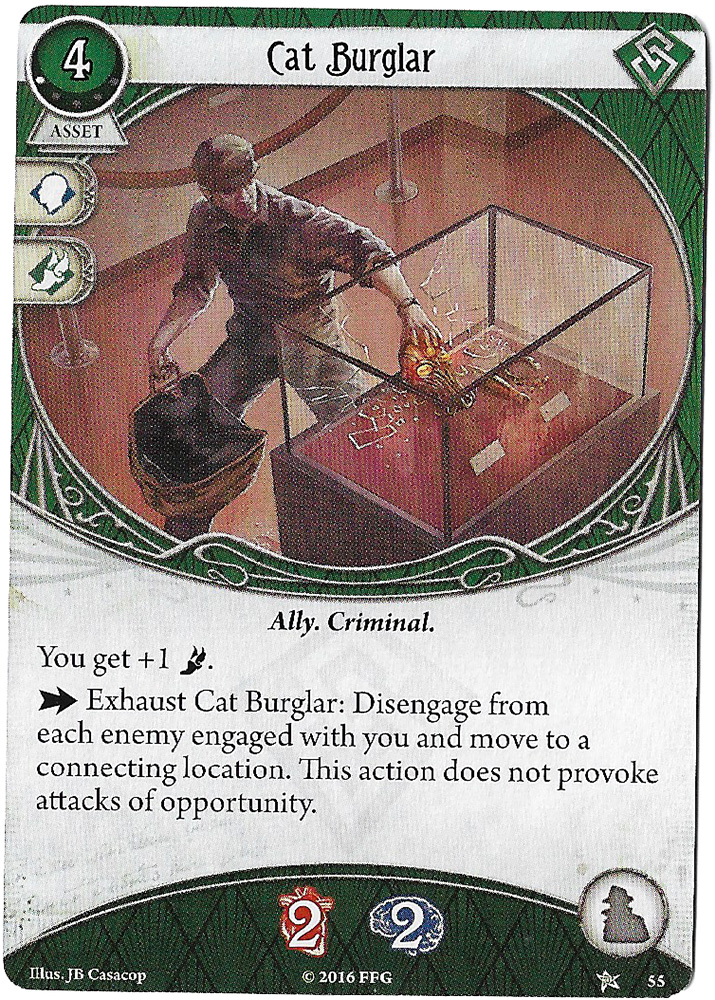 4
Cat Burglar
ASSET
Ally. Criminal.
You get +1 .
Exhaust Cat Burglar: Disengage from
each enemy engaged with you and move to a
connecting location. This action does not provoke
attacks of opportunity.
2 2
Illus. JB Casacop
© 2016 FFG
55